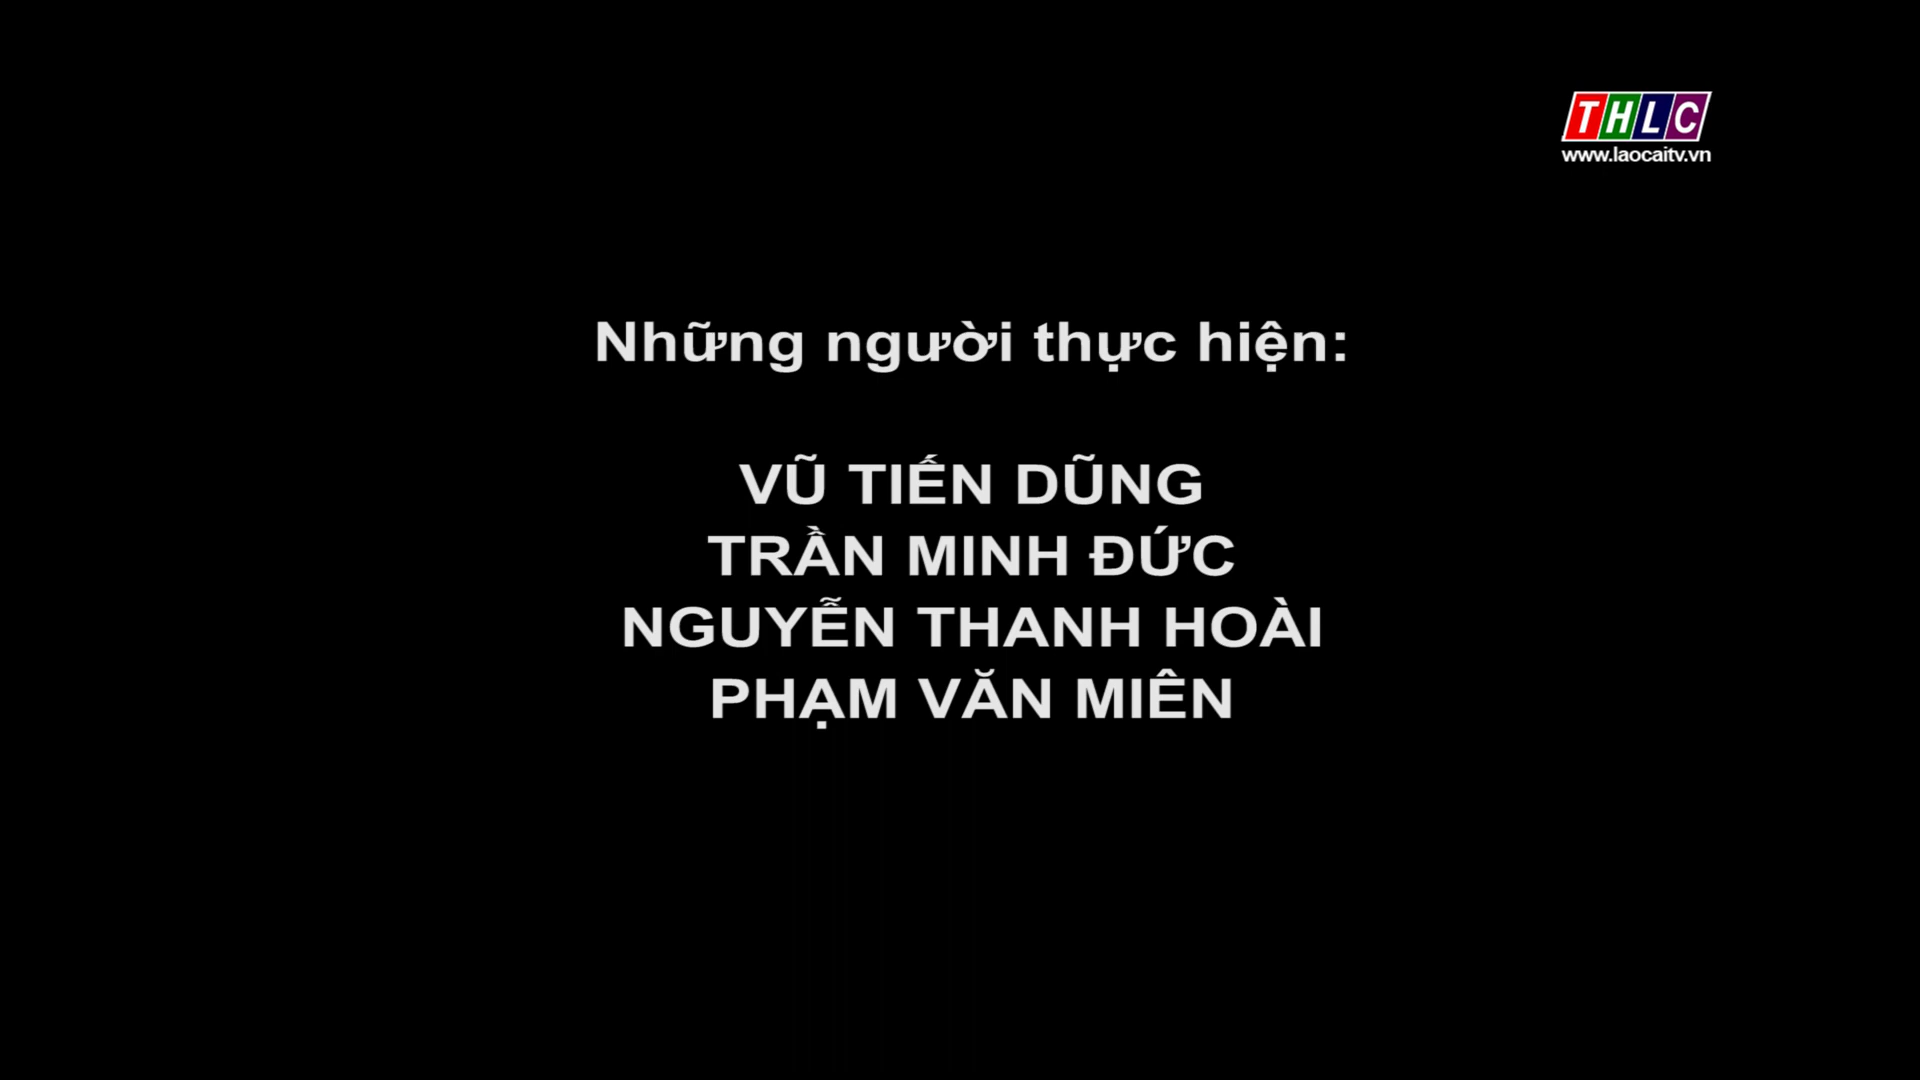 THLC
www.laocaitv.vn
Những người thực hiện:
VŨ TIẾN DŨNG
TRẦN MINH ĐỨC
NGUYỄN THANH HOÀI
PHẠM VĂN MIÊN